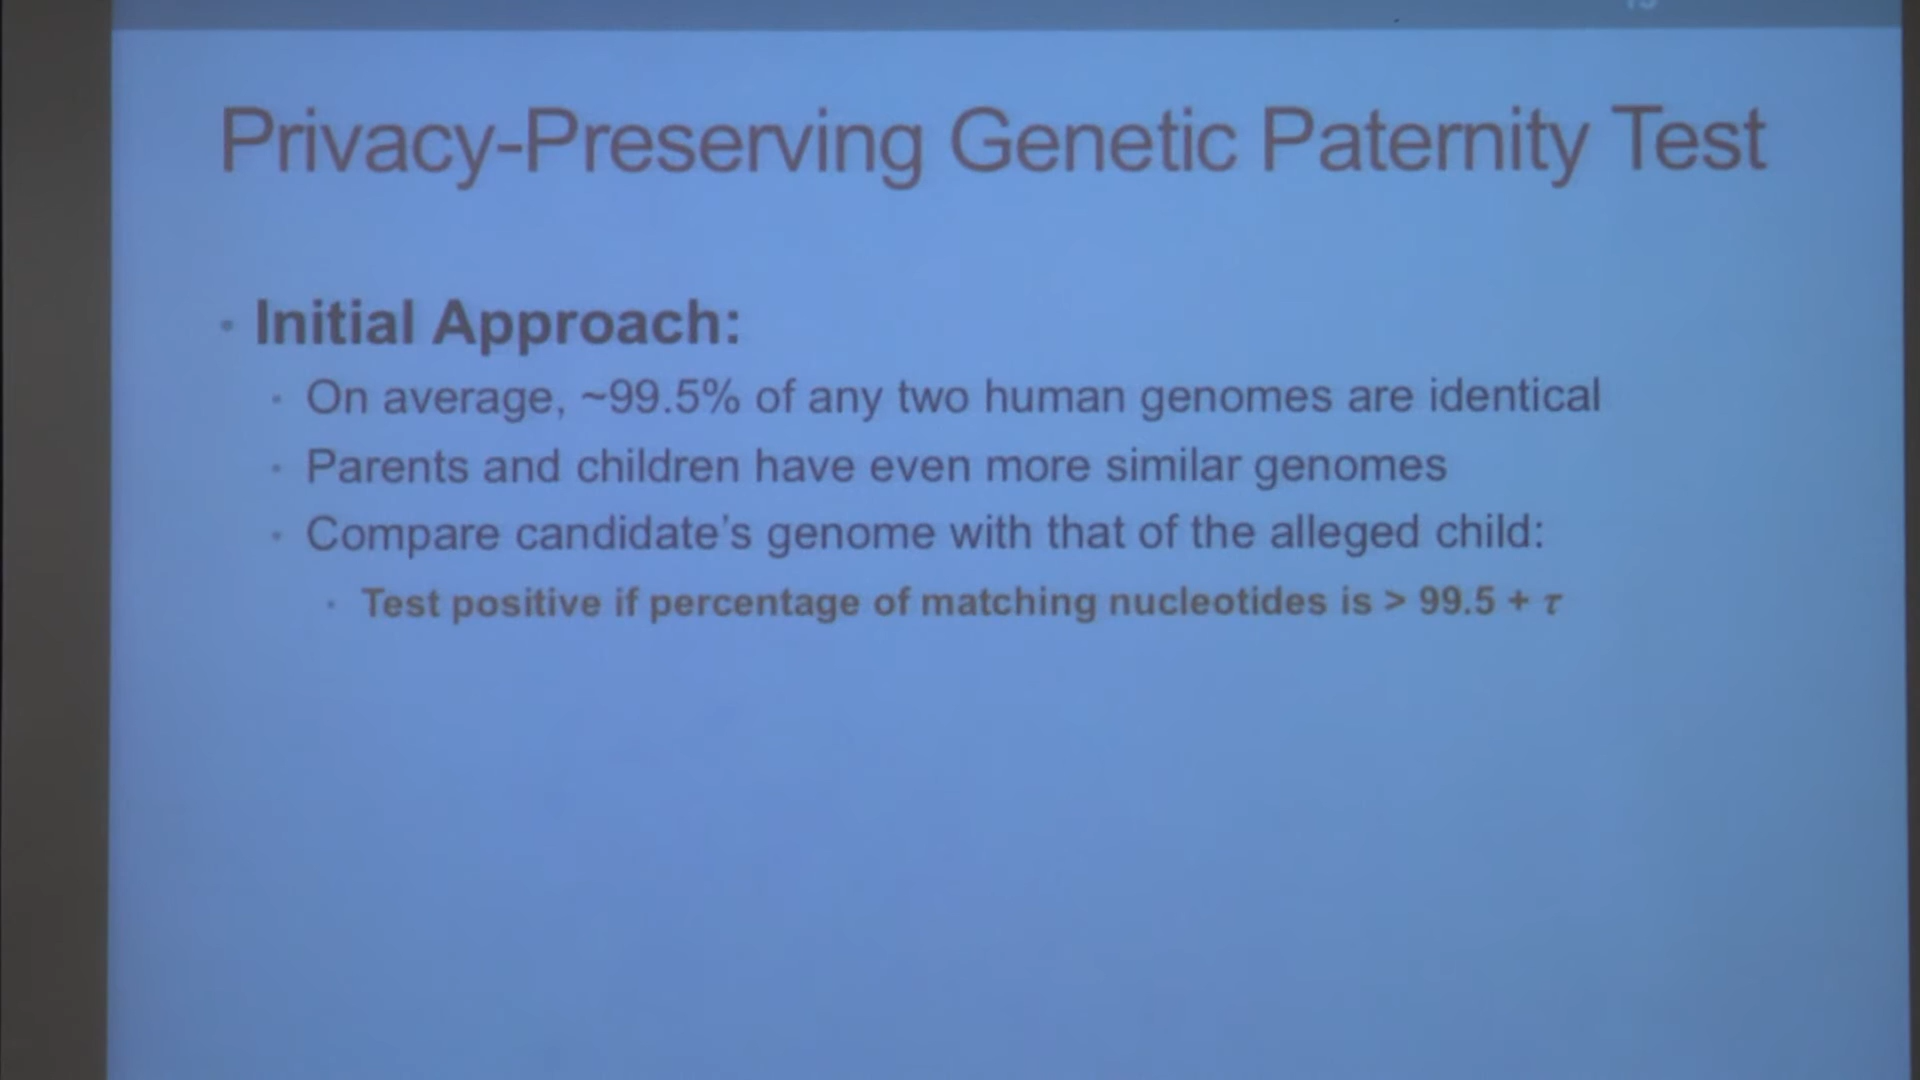 Privacy-Preserving Genetic Paternity Test
• Initial Approach:
• On average, ~99.5% of any two human genomes are identical
• Parents and children have even more similar genomes
• Compare candidate's genome with that of the alleged child:
• Test positive if percentage of matching nucleotides is > 99.5 + τ